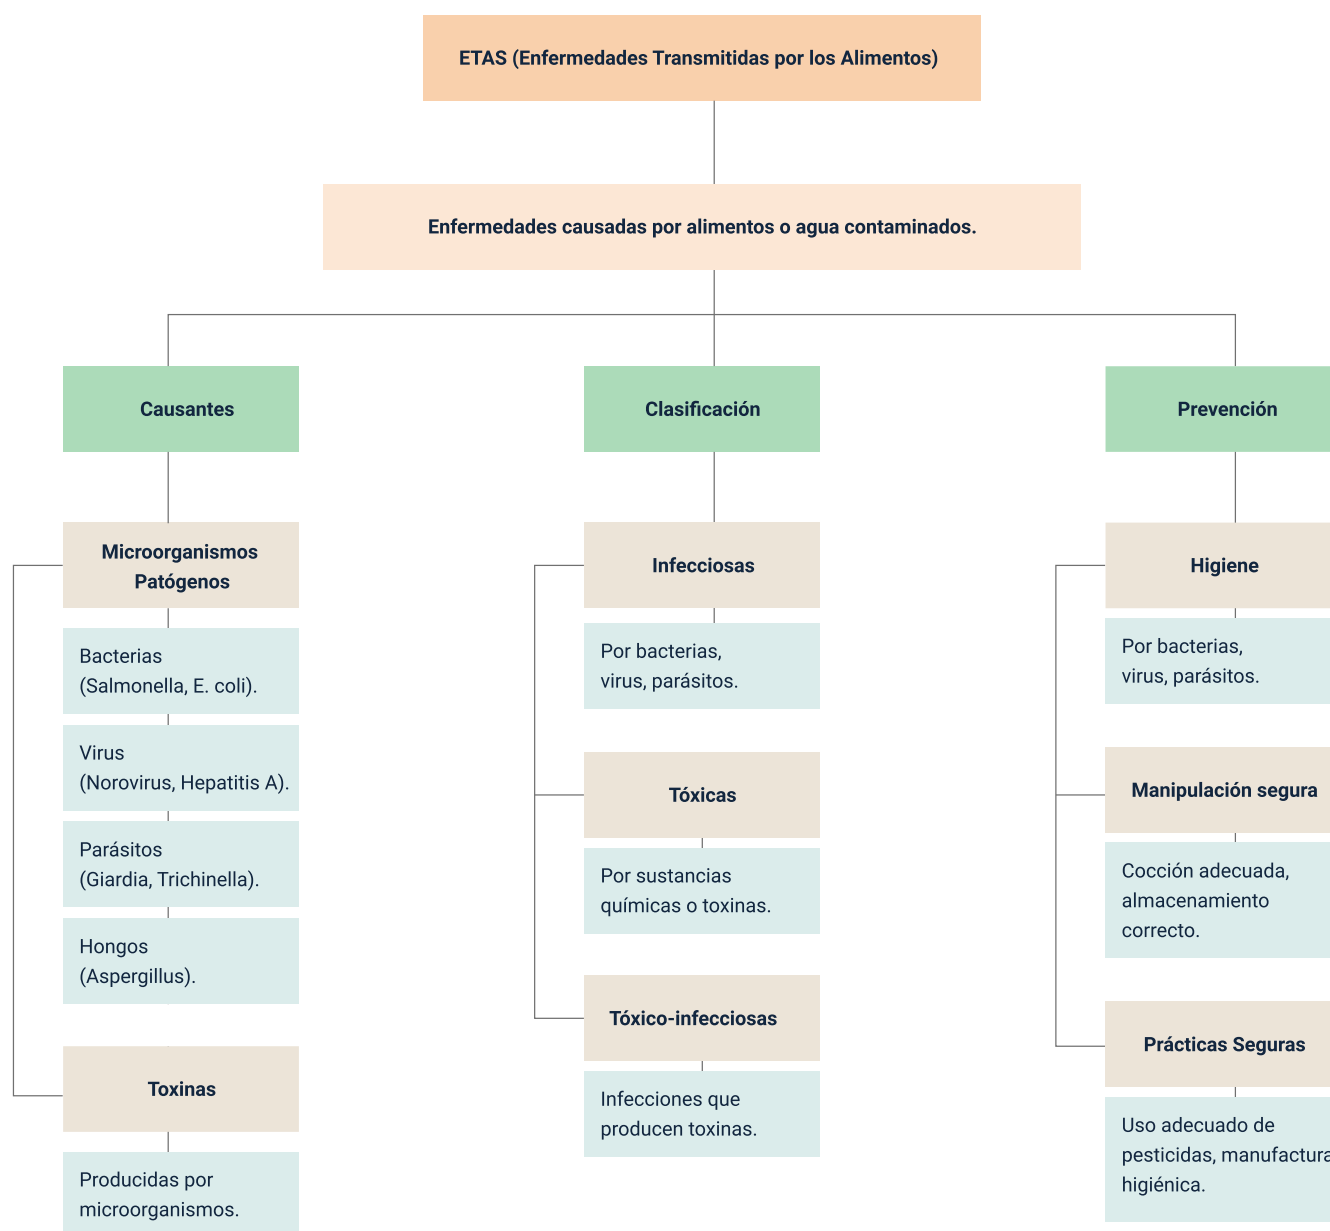 ETAS (Enfermedades Transmitidas por los Alimentos)
Enfermedades causadas por alimentos o agua contaminados.
Causantes
Microorganismos
Patógenos
Bacterias
(Salmonella, E. coli).
Virus
(Norovirus, Hepatitis A).
Parásitos
(Giardia, Trichinella).
Hongos
(Aspergillus).
Toxinas
Producidas por
microorganismos.
Clasificación
Infecciosas
Por bacterias,
virus, parásitos.
Tóxicas
Por sustancias
químicas o toxinas.
Tóxico-infecciosas
Infecciones que
producen toxinas.
Prevención
Higiene
Por bacterias,
virus, parásitos.
Manipulación segura
Cocción adecuada,
almacenamiento
correcto.
Prácticas Seguras
Uso adecuado de
pesticidas, manufactura
higiénica.